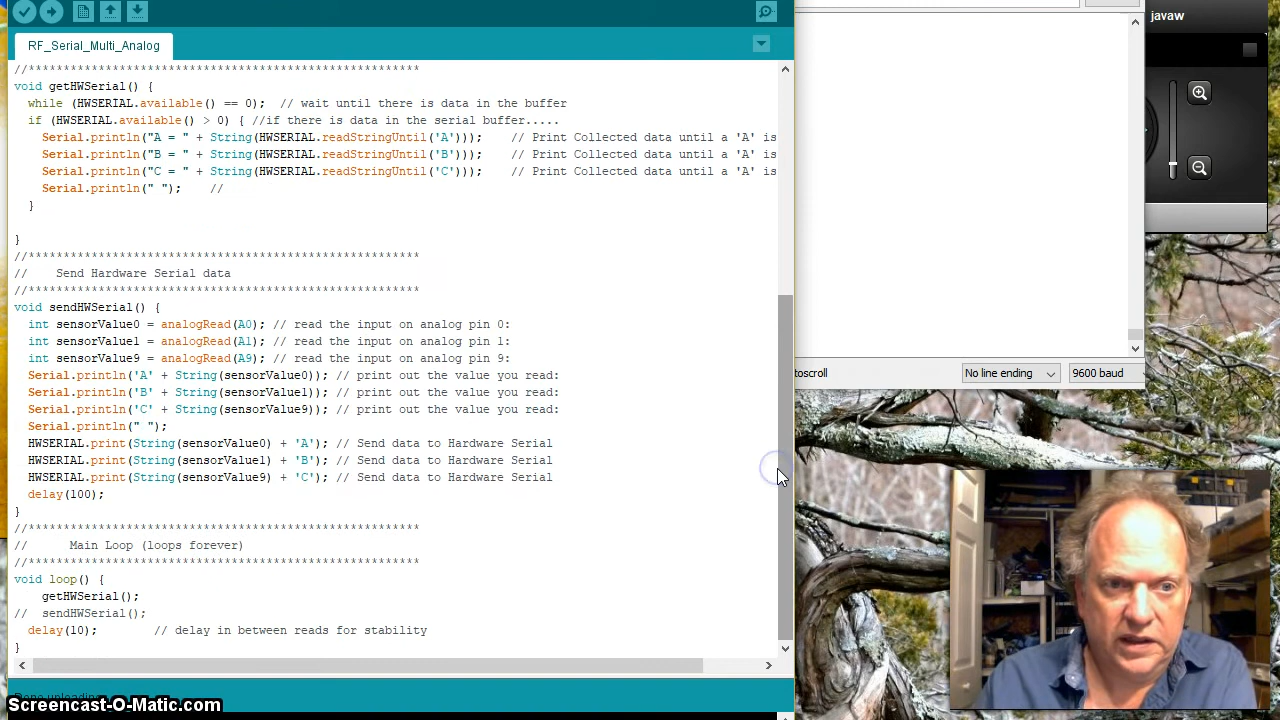 javaw
RF_Serial_Multi_Analog
//********************************************************
void getHWSerial() {
while (HWSERIAL.available() == 0);  // wait until there is data in the buffer
if (HWSERIAL.available() > 0) { //if there is data in the serial buffer.....
Serial.println("A = " + String(HWSERIAL.readStringUntil('A')));    // Print Collected data until a 'A' is
Serial.println("B = " + String(HWSERIAL.readStringUntil('B')));    // Print Collected data until a 'A' is
Serial.println("C = " + String(HWSERIAL.readStringUntil('C')));    // Print Collected data until a 'A' is
Serial.println(" ");    //
}
}
//********************************************************
//    Send Hardware Serial data
//********************************************************
void sendHWSerial() {
int sensorValue0 = analogRead(A0); // read the input on analog pin 0:
int sensorValue1 = analogRead(A1); // read the input on analog pin 1:
int sensorValue9 = analogRead(A9); // read the input on analog pin 9:
Serial.println('A' + String(sensorValue0)); // print out the value you read:
Serial.println('B' + String(sensorValue1)); // print out the value you read:
Serial.println('C' + String(sensorValue9)); // print out the value you read:
Serial.println(" ");
HWSERIAL.print(String(sensorValue0) + 'A'); // Send data to Hardware Serial
HWSERIAL.print(String(sensorValue1) + 'B'); // Send data to Hardware Serial
HWSERIAL.print(String(sensorValue9) + 'C'); // Send data to Hardware Serial
delay(100);
}
//********************************************************
//      Main Loop (loops forever)
//********************************************************
void loop() {
getHWSerial();
//  sendHWSerial();
delay(10);        // delay in between reads for stability
}
toscroll
No line ending
9600 baud
Done uploading
Screencast-O-Matic.com